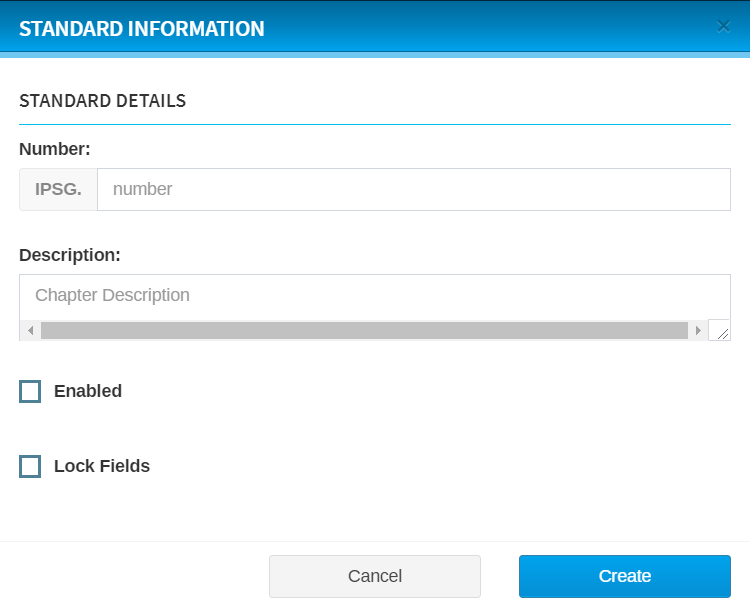 STANDARD INFORMATION
STANDARD DETAILS
Number:
IPSG. number
Description:
Chapter Description
Enabled
Lock Fields
Cancel Create